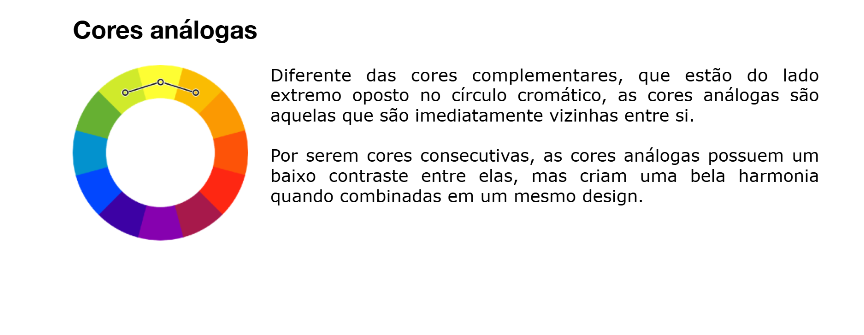 Cores análogas
Diferente das cores complementares, que estão do lado
extremo oposto no círculo cromático, as cores análogas são
aquelas que são imediatamente vizinhas entre si.
Por serem cores consecutivas, as cores análogas possuem um
baixo contraste entre elas, mas criam uma bela harmonia
quando combinadas em um mesmo design.